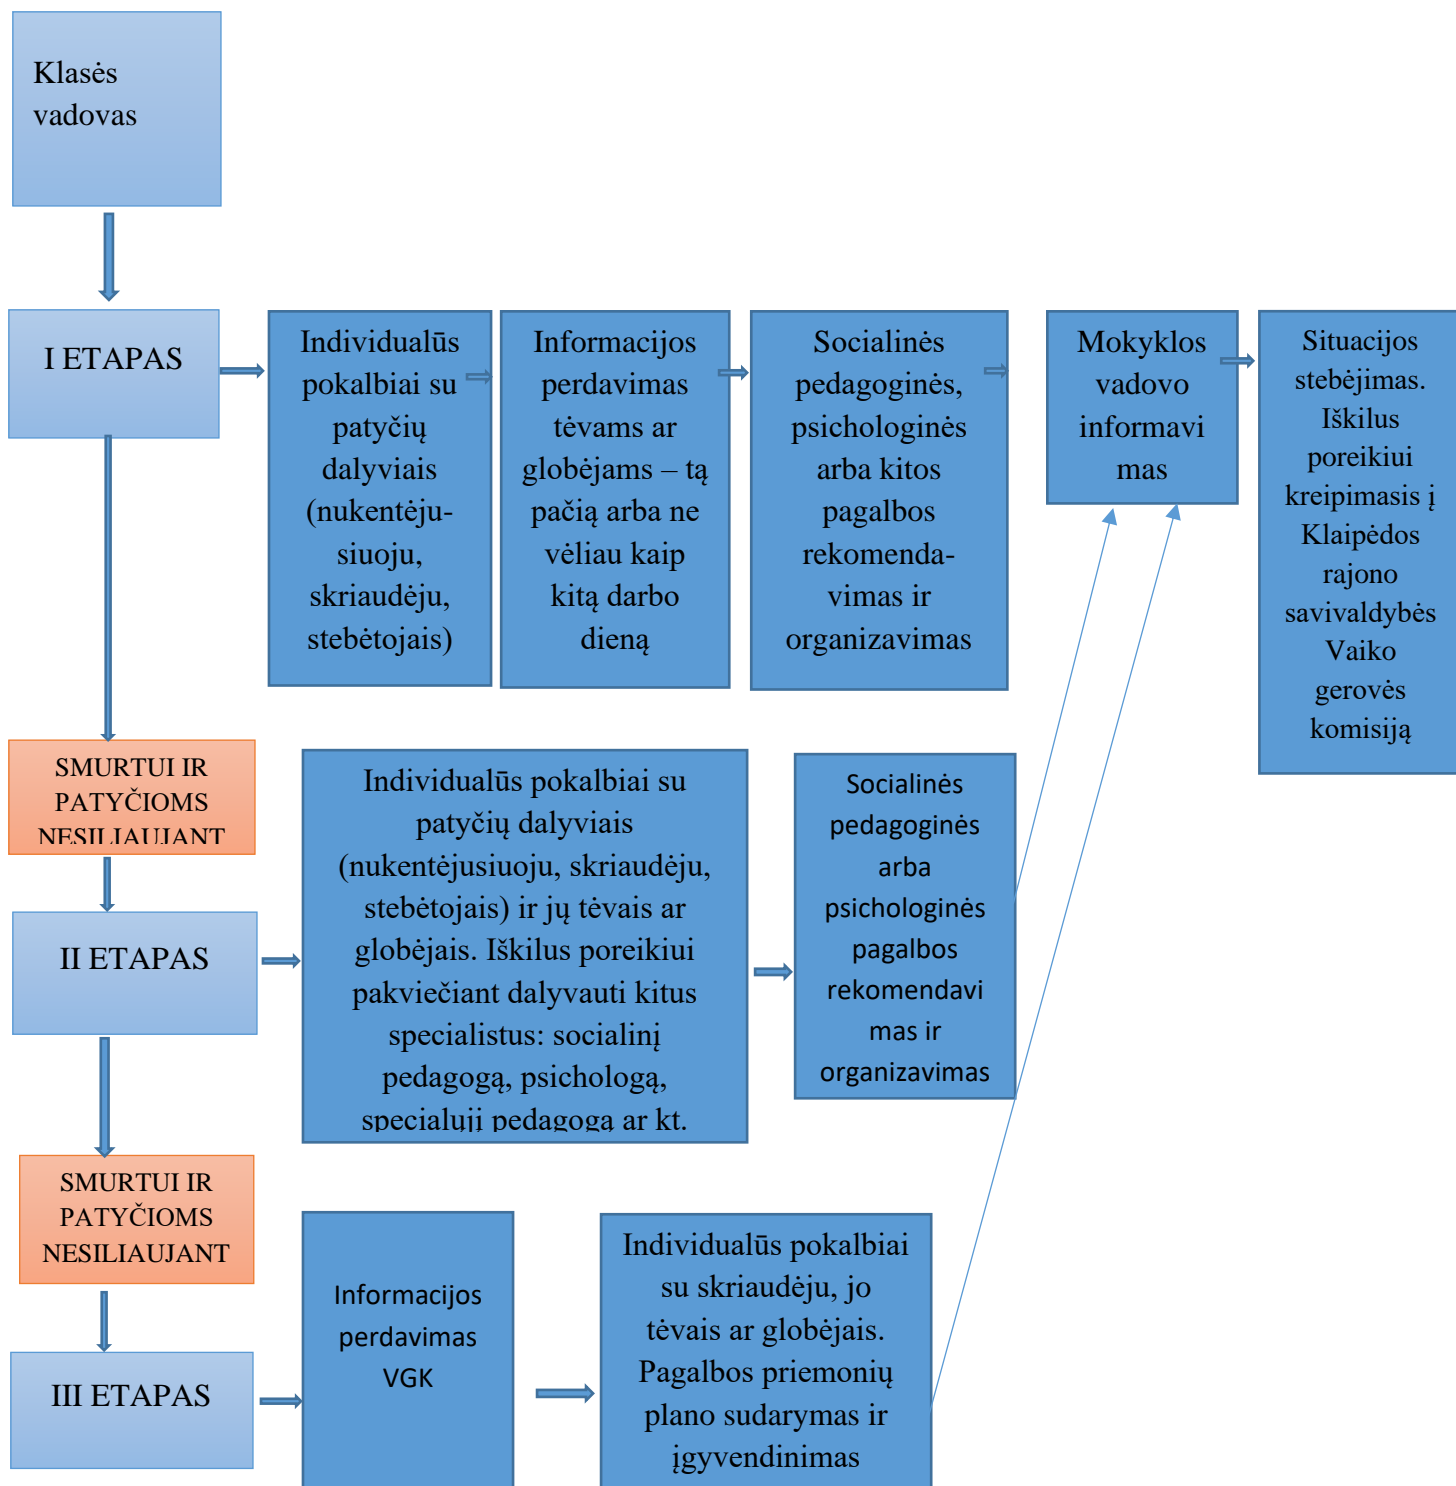 Klasės
vadovas
I ETAPAS
Individualūs
pokalbiai su
patyčių
dalyviais
(nukentėju-
siuoju,
skriaudėju,
stebėtojais)
Informacijos
perdavimas
tėvams ar
globėjams – tą
pačią arba ne
vėliau kaip
kitą darbo
dieną
Socialinės
pedagoginės,
psichologinės
arba kitos
pagalbos
rekomenda-
vimas ir
organizavimas
Mokyklos
vadovo
informavi
mas
Situacijos
stebėjimas.
Iškilus
poreikiui
kreipimasis į
Klaipėdos
rajono
savivaldybės
Vaiko
gerovės
komisiją
SMURTUI IR
PATYČIOMS
NESILIAUJANT
II ETAPAS
Individualūs pokalbiai su
patyčių dalyviais
(nukentėjusiuoju, skriaudėju,
stebėtojais) ir jų tėvais ar
globėjais. Iškilus poreikiui
pakviečiant dalyvauti kitus
specialistus: socialinį
pedagogą, psichologą,
specialųjį pedagogą ar kt.
Socialinės
pedagoginės
arba
psichologinės
pagalbos
rekomendavi
mas ir
organizavimas
SMURTUI IR
PATYČIOMS
NESILIAUJANT
III ETAPAS
Informacijos
perdavimas
VGK
Individualūs pokalbiai
su skriaudėju, jo
tėvais ar globėjais.
Pagalbos priemonių
plano sudarymas ir
įgyvendinimas